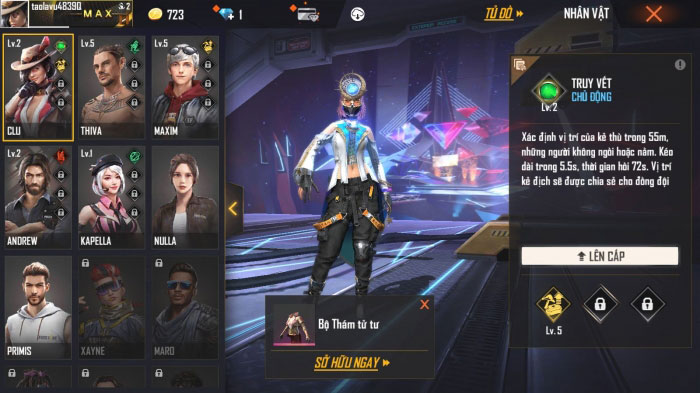 taolavu4839Q
MAX
2
723
+ 1
TỦ ĐỒ
NHÂN VẬT
Lv.2
CLU
Lv.5
THIVA
Lv.5
MAXIM
Lv.2
ANDREW
Lv.1
KAPELLA
NULLA
PRIMIS
XAYNE
MARO
TRUY VẾT
CHỦ ĐỘNG
Lv.2
Xác định vị trí của kẻ thù trong 55m,
những người không ngồi hoặc nằm. Kéo
dài trong 5.5s, thời gian hồi 72s. Vị trí
kẻ địch sẽ được chia sẻ cho đồng đội
LÊN CẤP
Lv.5
Bộ Thám tử tư
SỞ HỮU NGAY